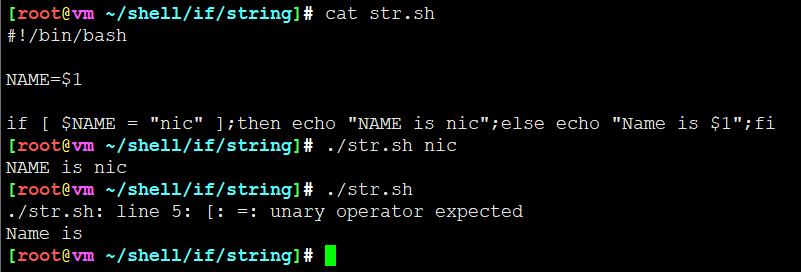 [root@vm ~/shell/if/string]# cat str.sh
#!/bin/bash
NAME=$1
if [ $NAME = "nic" ];then echo "NAME is nic";else echo "Name is $1";fi
[root@vm ~/shell/if/string]# ./str.sh nic
NAME is nic
[root@vm ~/shell/if/string]# ./str.sh
./str.sh: line 5: [: =: unary operator expected
Name is
[root@vm ~/shell/if/string]#